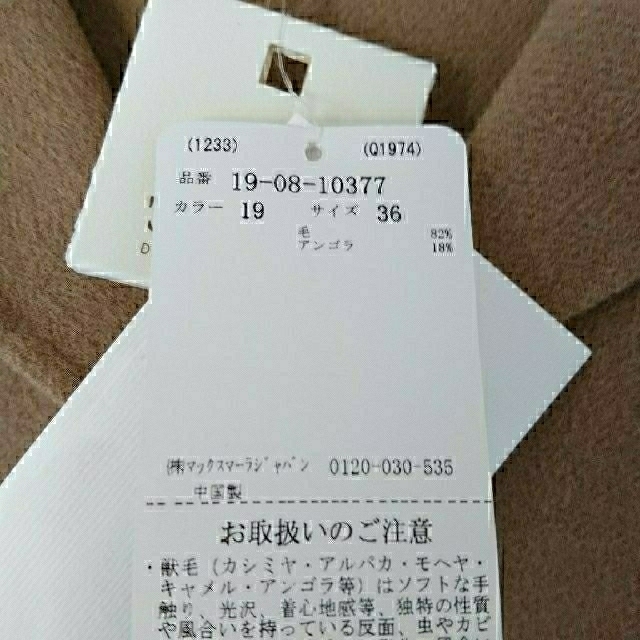 (1233) (Q1974)
品番 19-08-10377
カラー 19 サイズ 36
毛 82%
アンゴラ 18%
㈱マックスマーラジャパン 0120-030-535
中国製
お取扱いのご注意
・獣毛(カシミヤ・アルパカ・モヘヤ・
キャメル・アンゴラ等)はソフトな手
触り、光沢、着心地感等、独特の性質
や風合いを持っている反面、虫やカビ